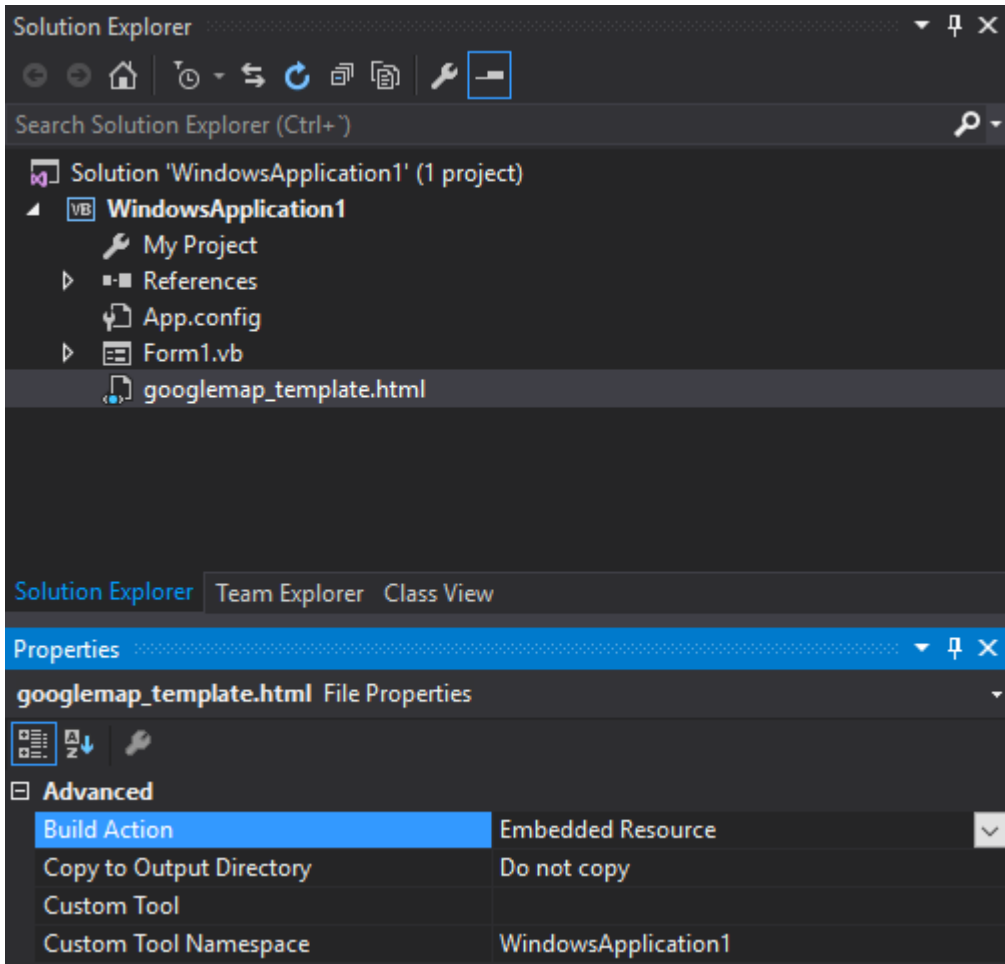 Solution Explorer
Search Solution Explorer (Ctrl+`)
Solution 'WindowsApplication1' (1 project)
VB WindowsApplication1
My Project
References
App.config
Form1.vb
googlemap_template.html
Solution Explorer Team Explorer Class View
Properties
googlemap_template.html File Properties
Advanced
Build Action Embedded Resource
Copy to Output Directory Do not copy
Custom Tool
Custom Tool Namespace WindowsApplication1